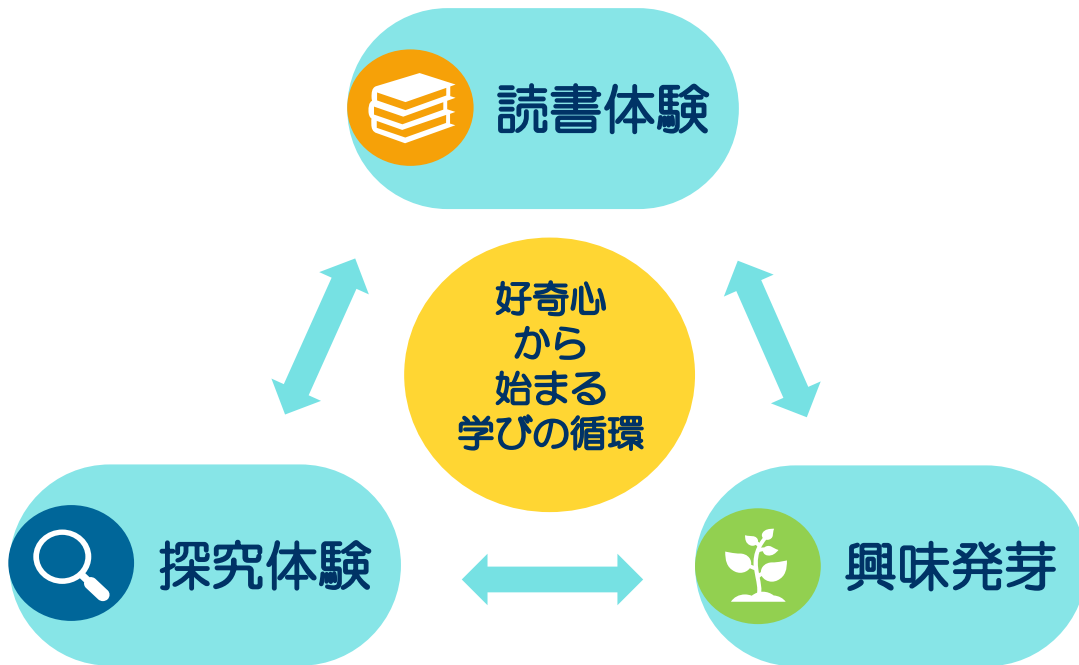 読書体験
好奇心
から
始まる
学びの循環
探究体験
興味発芽